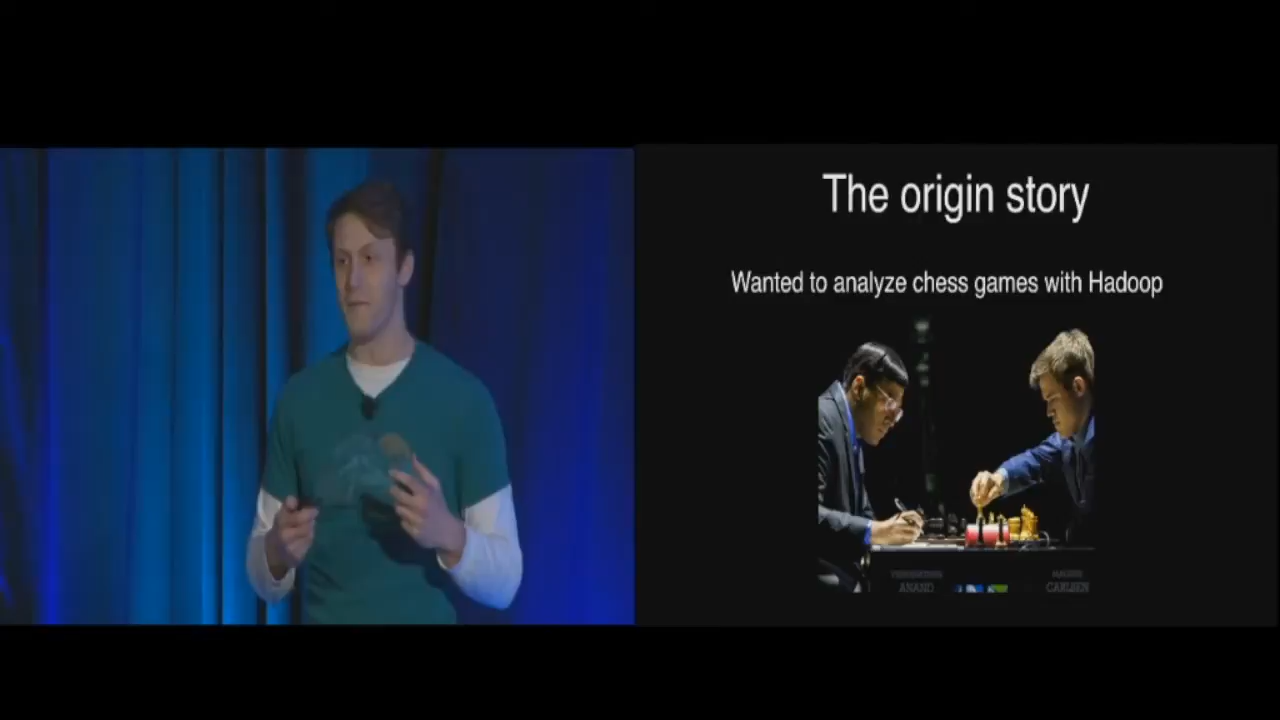 The origin story
Wanted to analyze chess games with Hadoop
ANAND
CARLSEN